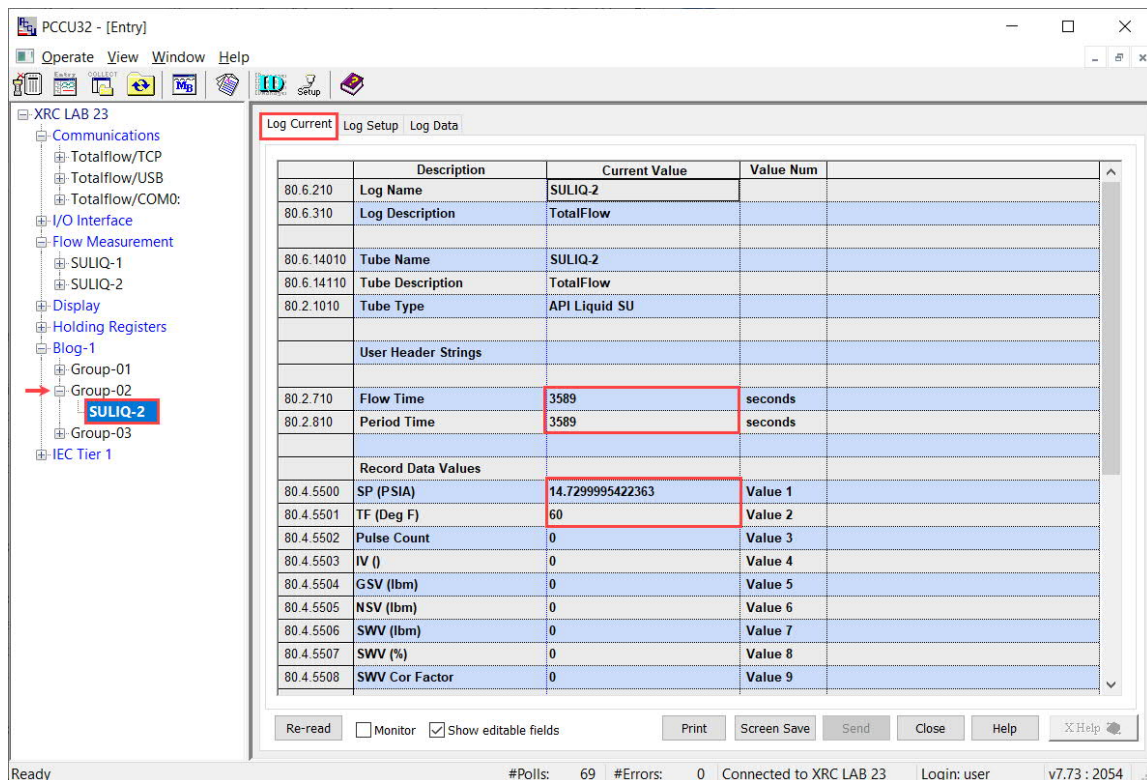 PCCU32 - [Entry]
Operate View Window Help
Entry COLLECT MB ID Manager Setup
XRC LAB 23
Communications
Totalflow/TCP
Totalflow/USB
Totalflow/COM0:
I/O Interface
Flow Measurement
SULIQ-1
SULIQ-2
Display
Holding Registers
Blog-1
Group-01
Group-02
SULIQ-2
Group-03
IEC Tier 1
Log Current Log Setup Log Data
Description Current Value Value Num
80.6.210 Log Name SULIQ-2
80.6.310 Log Description TotalFlow
80.6.14010 Tube Name SULIQ-2
80.6.14110 Tube Description TotalFlow
80.2.1010 Tube Type API Liquid SU
User Header Strings
80.2.710 Flow Time 3589 seconds
80.2.810 Period Time 3589 seconds
Record Data Values
80.4.5500 SP (PSIA) 14.7299995422363 Value 1
80.4.5501 TF (Deg F) 60 Value 2
80.4.5502 Pulse Count 0 Value 3
80.4.5503 IV () 0 Value 4
80.4.5504 GSV (lbm) 0 Value 5
80.4.5505 NSV (lbm) 0 Value 6
80.4.5506 SWV (lbm) 0 Value 7
80.4.5507 SWV (%) 0 Value 8
80.4.5508 SWV Cor Factor 0 Value 9
Re-read Monitor Show editable fields Print Screen Save Send Close Help X Help
Ready #Polls: 69 #Errors: 0 Connected to XRC LAB 23 Login: user v7.73 : 2054